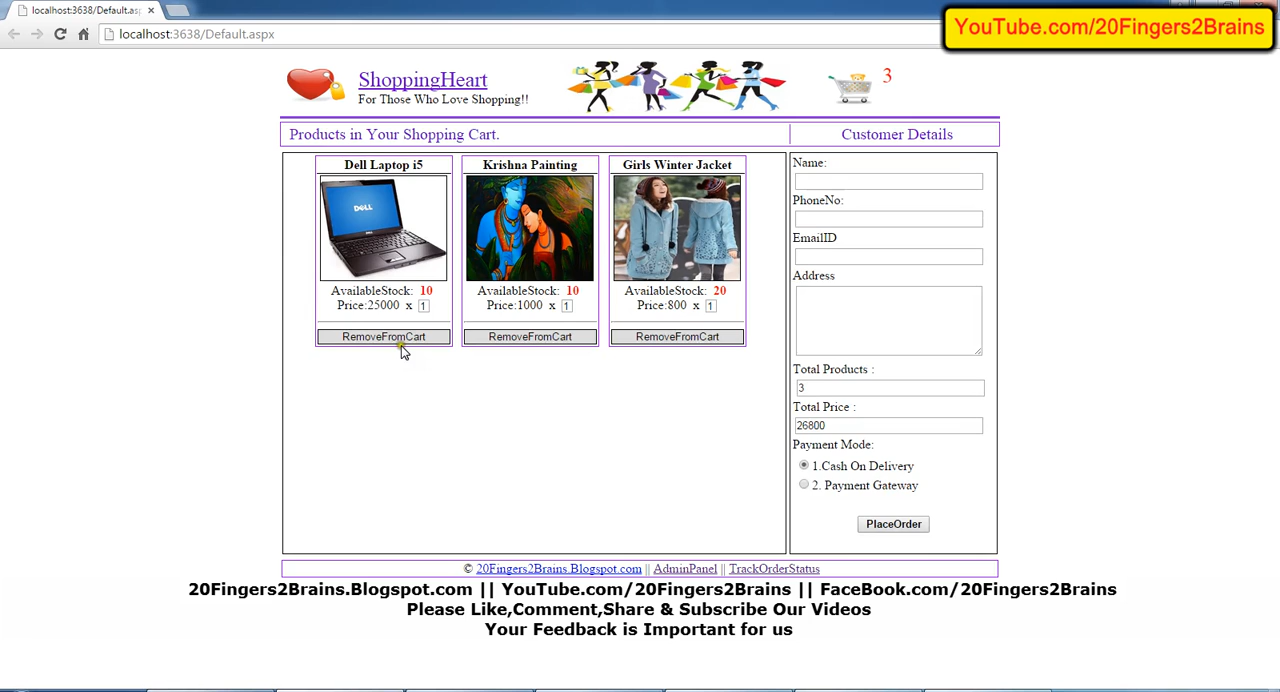 localhost:3638/Default.asp
localhost:3638/Default.aspx
YouTube.com/20Fingers2Brains
ShoppingHeart
For Those Who Love Shopping!!
3
Products in Your Shopping Cart.
Customer Details
Dell Laptop i5
DELL
AvailableStock: 10
Price:25000 x 1
RemoveFromCart
Krishna Painting
AvailableStock: 10
Price:1000 x 1
RemoveFromCart
Girls Winter Jacket
AvailableStock: 20
Price:800 x 1
RemoveFromCart
Name:
PhoneNo:
EmailID
Address
Total Products :
3
Total Price :
26800
Payment Mode:
1.Cash On Delivery
2. Payment Gateway
PlaceOrder
© 20Fingers2Brains.Blogspot.com || AdminPanel || TrackOrderStatus
20Fingers2Brains.Blogspot.com || YouTube.com/20Fingers2Brains || FaceBook.com/20Fingers2Brains
Please Like,Comment,Share & Subscribe Our Videos
Your Feedback is Important for us